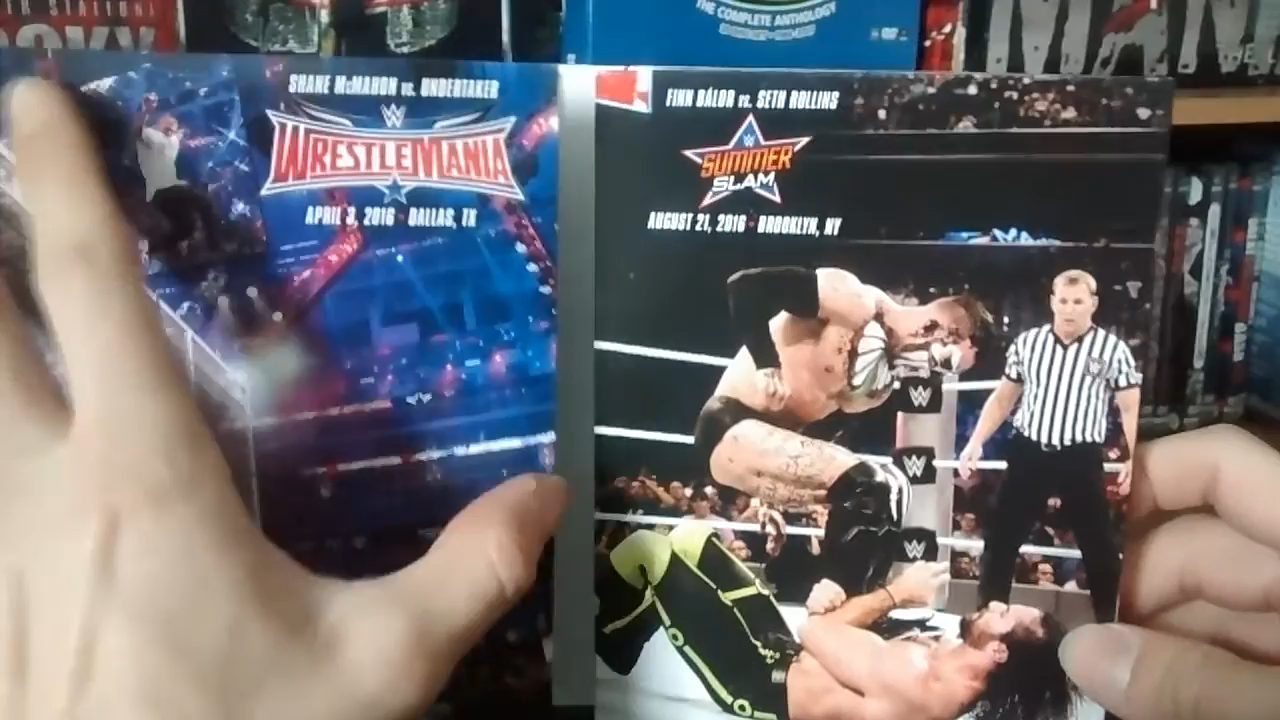 THE COMPLETE ANTHOLOGY
SHANE McMAHON vs. UNDERTAKER
WRESTLEMANIA
APRIL 3, 2016 • DALLAS, TX
FINN BÁLOR vs. SETH ROLLINS
SUMMER
SLAM
AUGUST 21, 2016 • BROOKLYN, NY
W
W
W